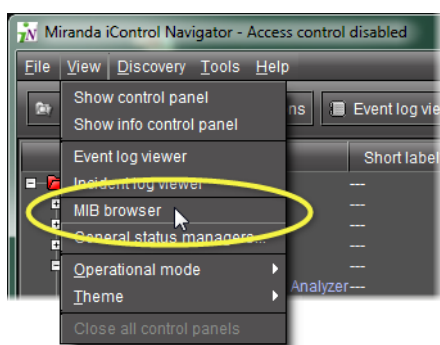 Miranda iControl Navigator - Access control disabled
File View Discovery Tools Help
Show control panel
ns
Event log vie
Show info control panel
Event log viewer
Short label
Incident log viewer
---
MIB browser
---
General status managers...
---
Operational mode
---
Theme
Analyzer---
Close all control panels